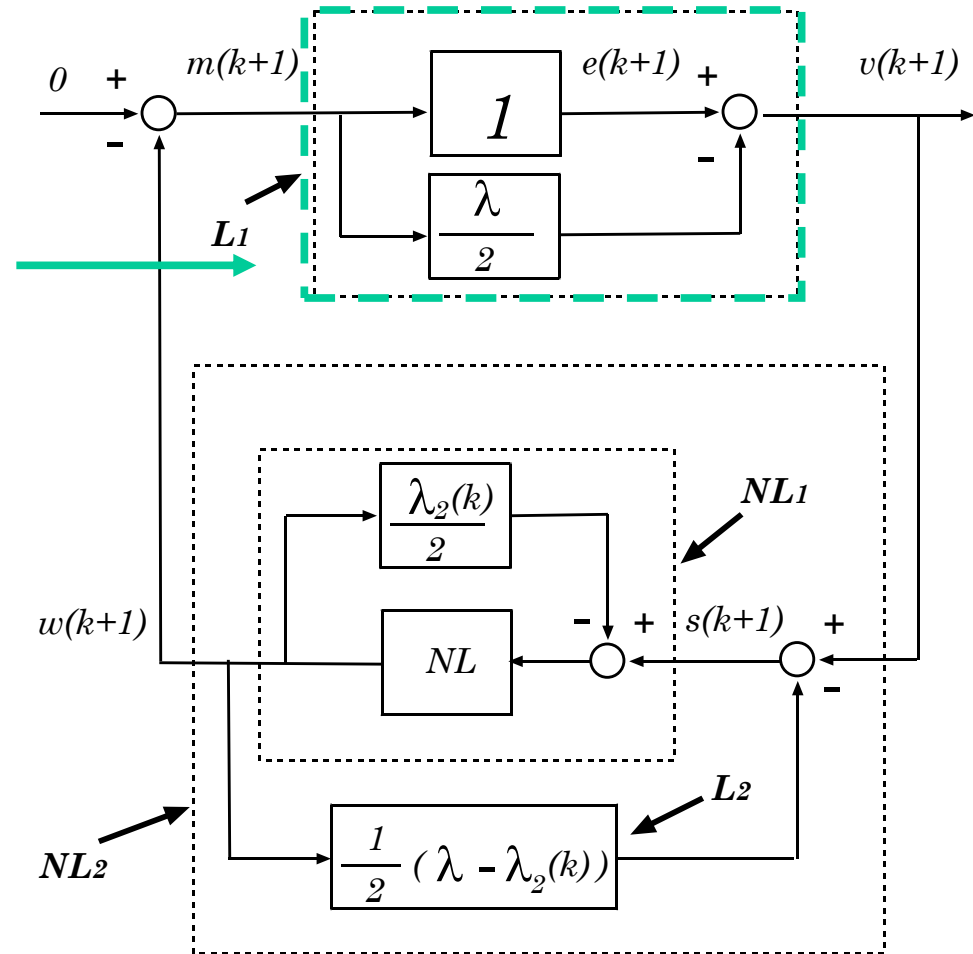 0 + m(k+1) e(k+1) + v(k+1)
1
- -
λ
2
L1
λ2(k)
2
NL1
w(k+1) - + s(k+1) +
NL
-
L2
1
2
( λ - λ2(k) )
NL2